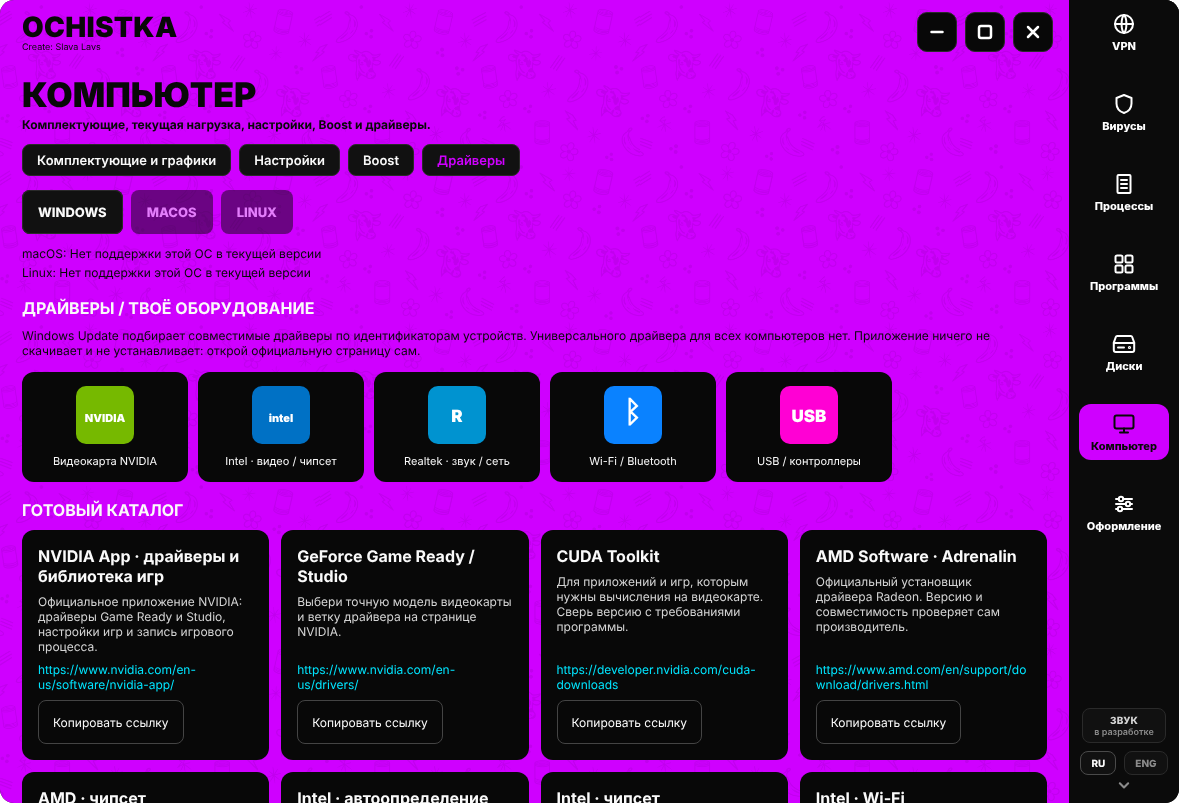 OCHISTKA
Create: Slava Lavs
КОМПЬЮТЕР
Комплектующие, текущая нагрузка, настройки, Boost и драйверы.
Комплектующие и графики
Настройки
Boost
Драйверы
WINDOWS
MACOS
LINUX
macOS: Нет поддержки этой ОС в текущей версии
Linux: Нет поддержки этой ОС в текущей версии
ДРАЙВЕРЫ / ТВОЁ ОБОРУДОВАНИЕ
Windows Update подбирает совместимые драйверы по идентификаторам устройств. Универсального драйвера для всех компьютеров нет. Приложение ничего не
скачивает и не устанавливает: открой официальную страницу сам.
NVIDIA
Видеокарта NVIDIA
intel
Intel · видео / чипсет
R
Realtek · звук / сеть
Wi-Fi / Bluetooth
USB
USB / контроллеры
ГОТОВЫЙ КАТАЛОГ
NVIDIA App · драйверы и
библиотека игр
Официальное приложение NVIDIA:
драйверы Game Ready и Studio,
настройки игр и запись игрового
процесса.
https://www.nvidia.com/en-
us/software/nvidia-app/
Копировать ссылку
GeForce Game Ready /
Studio
Выбери точную модель видеокарты
и ветку драйвера на странице
NVIDIA.
https://www.nvidia.com/en-
us/drivers/
Копировать ссылку
CUDA Toolkit
Для приложений и игр, которым
нужны вычисления на видеокарте.
Сверь версию с требованиями
программы.
https://developer.nvidia.com/cuda-
downloads
Копировать ссылку
AMD Software · Adrenalin
Официальный установщик
драйвера Radeon. Версию и
совместимость проверяет сам
производитель.
https://www.amd.com/en/support/do
wnload/drivers.html
Копировать ссылку
AMD · чипсет
Intel · автоопределение
Intel · чипсет
Intel · Wi-Fi
VPN
Вирусы
Процессы
Программы
Диски
Компьютер
Оформление
ЗВУК
в разработке
RU
ENG